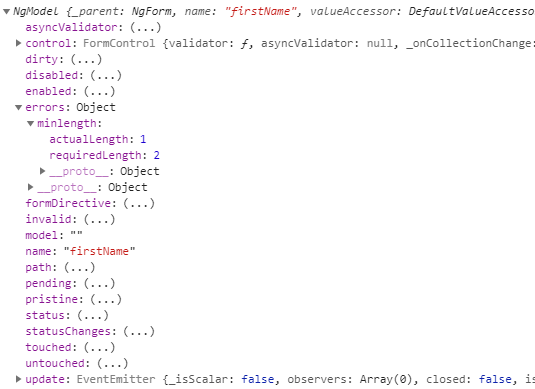 NgModel {_parent: NgForm, name: "firstName", valueAccessor: DefaultValueAccesso
asyncValidator: (...)
control: FormControl {validator: ƒ, asyncValidator: null, _onCollectionChange:
dirty: (...)
disabled: (...)
enabled: (...)
errors: Object
minlength:
actualLength: 1
requiredLength: 2
__proto__: Object
__proto__: Object
formDirective: (...)
invalid: (...)
model: ""
name: "firstName"
path: (...)
pending: (...)
pristine: (...)
status: (...)
statusChanges: (...)
touched: (...)
untouched: (...)
update: EventEmitter {_isScalar: false, observers: Array(0), closed: false, is